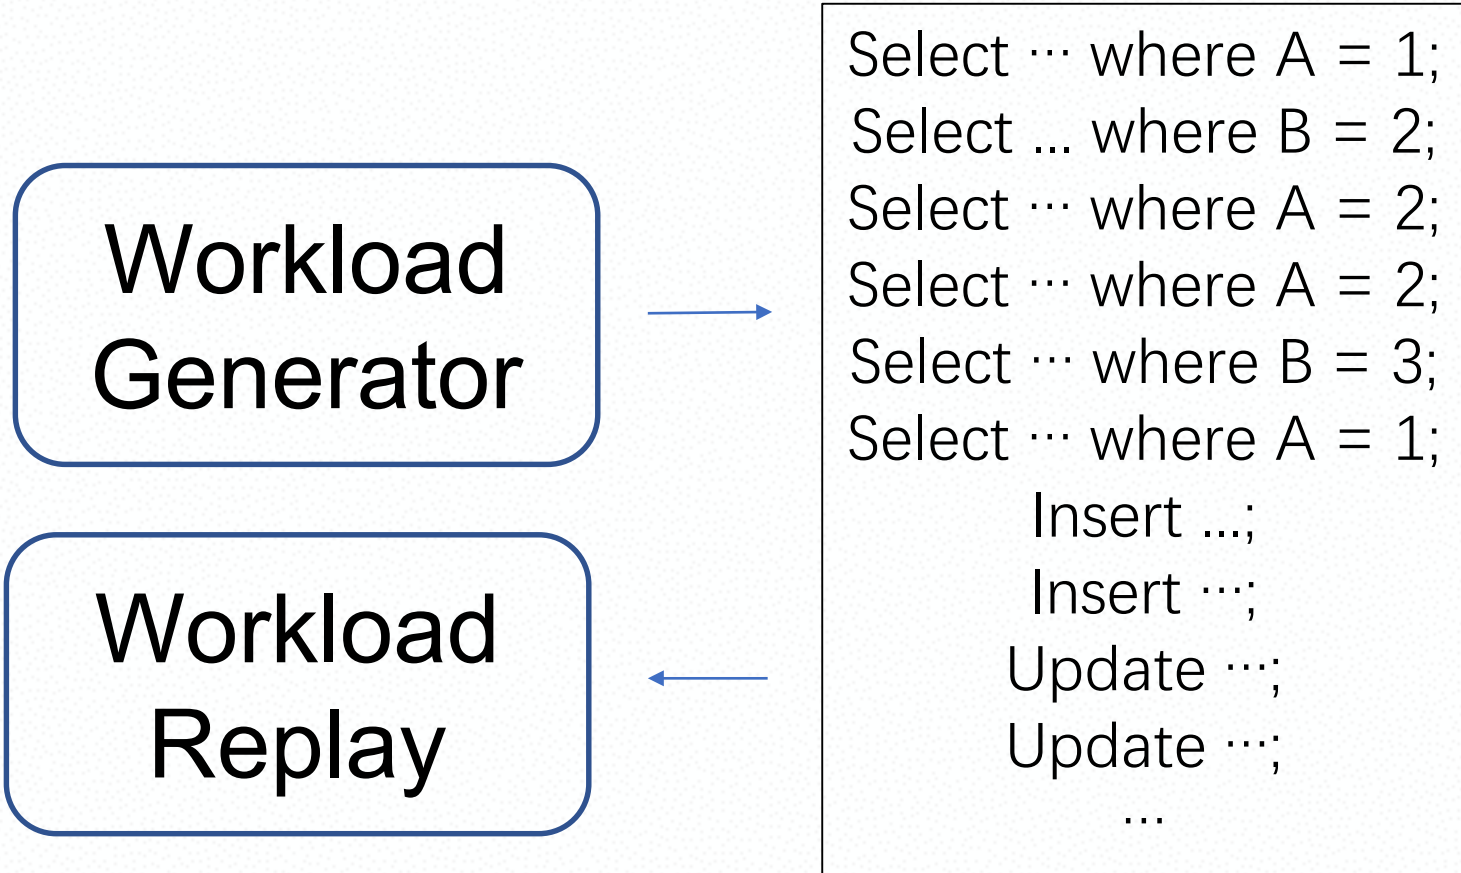 Workload
Generator
Workload
Replay
Select ··· where A = 1;
Select ... where B = 2;
Select ··· where A = 2;
Select ··· where A = 2;
Select ··· where B = 3;
Select ··· where A = 1;
Insert ...;
Insert ···;
Update ···;
Update ···;
···